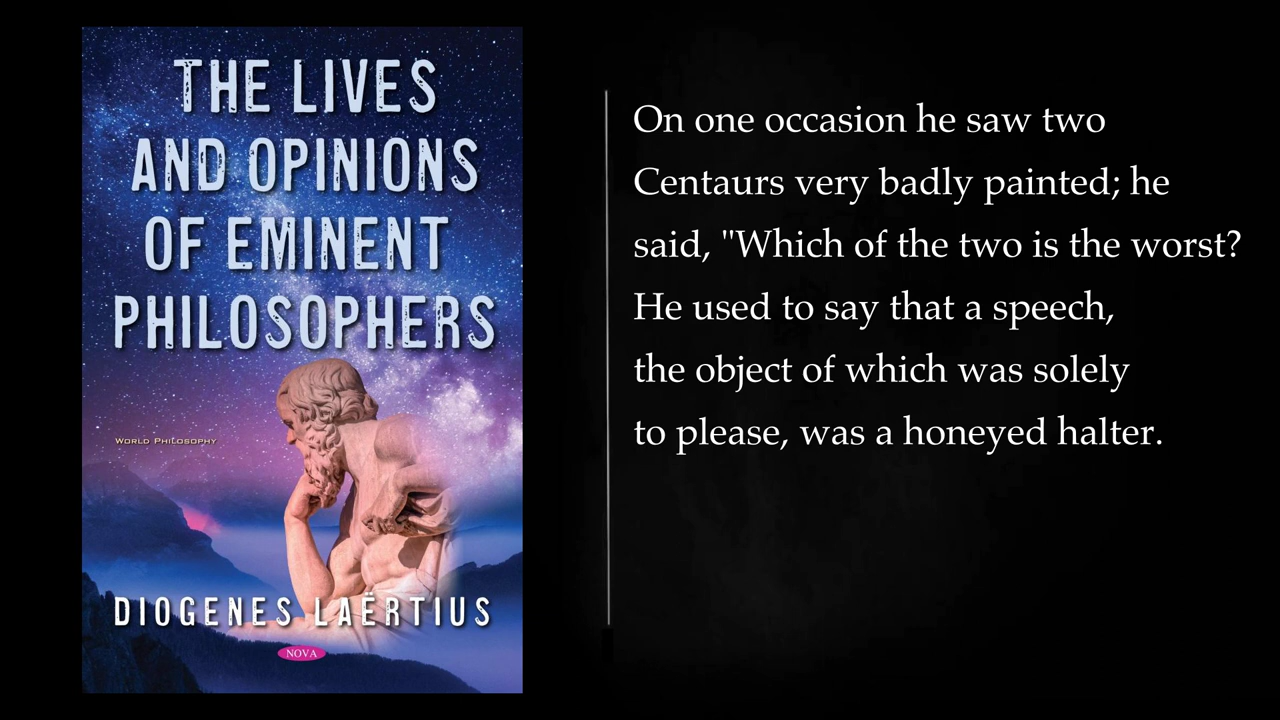 THE LIVES
AND OPINIONS
OF EMINENT
PHILOSOPHERS
WORLD PHILOSOPHY
DIOGENES LAËRTIUS
NOVA
On one occasion he saw two
Centaurs very badly painted; he
said, "Which of the two is the worst?
He used to say that a speech,
the object of which was solely
to please, was a honeyed halter.